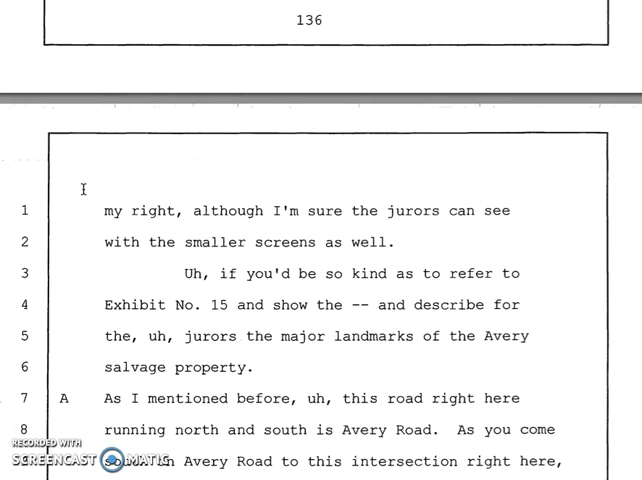 136
1 my right, although I'm sure the jurors can see
2 with the smaller screens as well.
3 Uh, if you'd be so kind as to refer to
4 Exhibit No. 15 and show the -- and describe for
5 the, uh, jurors the major landmarks of the Avery
6 salvage property.
7 A As I mentioned before, uh, this road right here
8 running north and south is Avery Road. As you come
Avery Road to this intersection right here,
RECORDED WITH
SCREENCAST MATIC